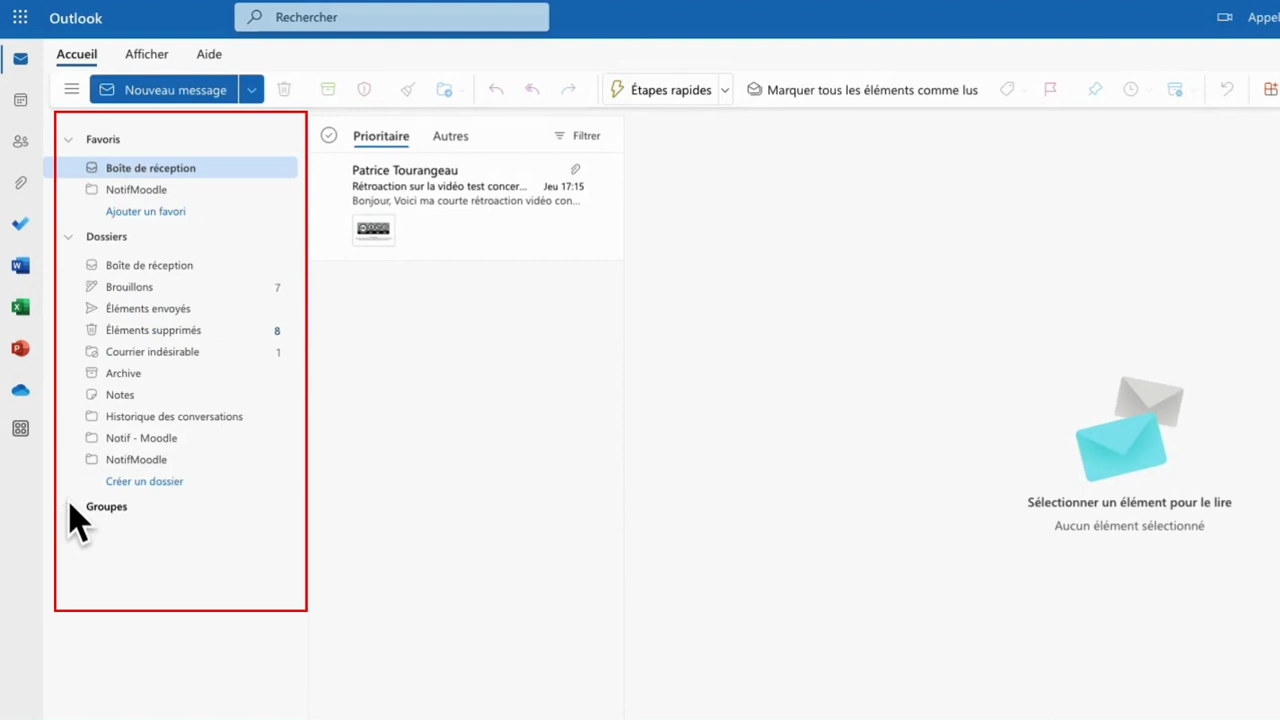 Outlook
Rechercher
Appel
Accueil
Afficher
Aide
Nouveau message
Étapes rapides
Marquer tous les éléments comme lus
Favoris
Boîte de réception
NotifMoodle
Ajouter un favori
Dossiers
Boîte de réception
Brouillons 7
Éléments envoyés
Éléments supprimés 8
Courrier indésirable 1
Archive
Notes
Historique des conversations
Notif - Moodle
NotifMoodle
Créer un dossier
Groupes
Prioritaire
Autres
Filtrer
Patrice Tourangeau
Rétroaction sur la vidéo test concer... Jeu 17:15
Bonjour, Voici ma courte rétroaction vidéo con...
Sélectionner un élément pour le lire
Aucun élément sélectionné